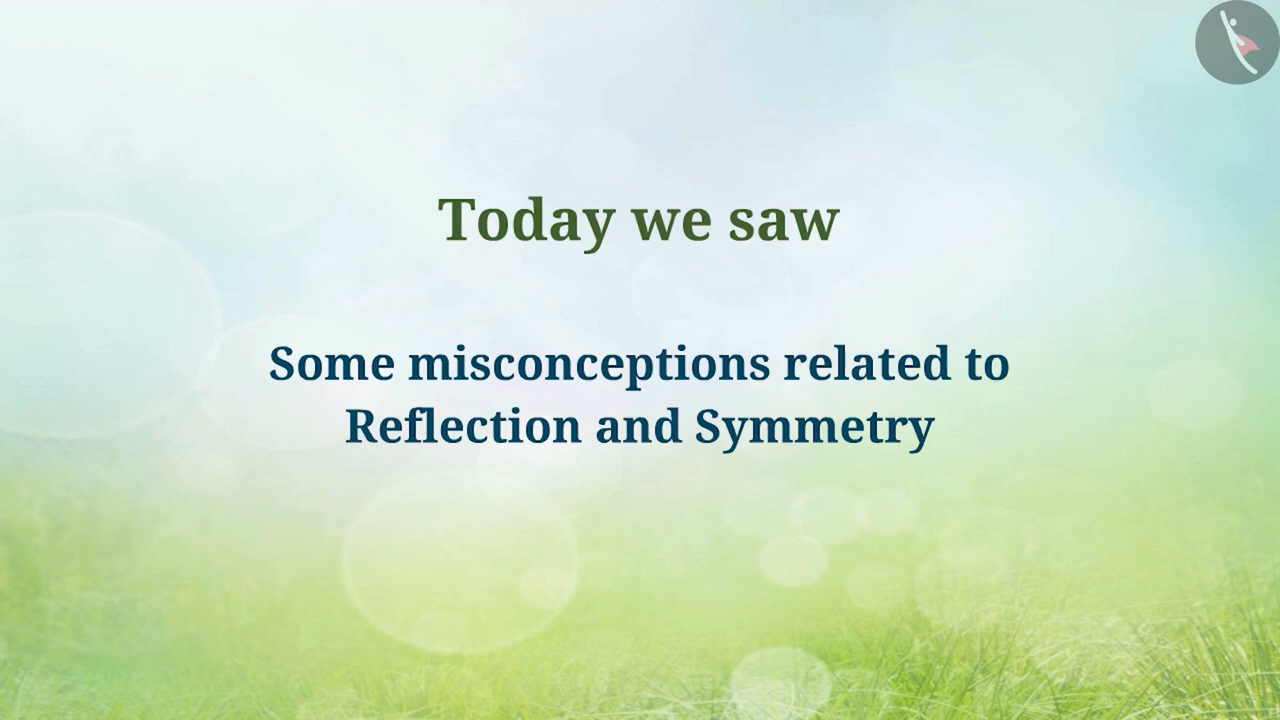 Today we saw
Some misconceptions related to
Reflection and Symmetry